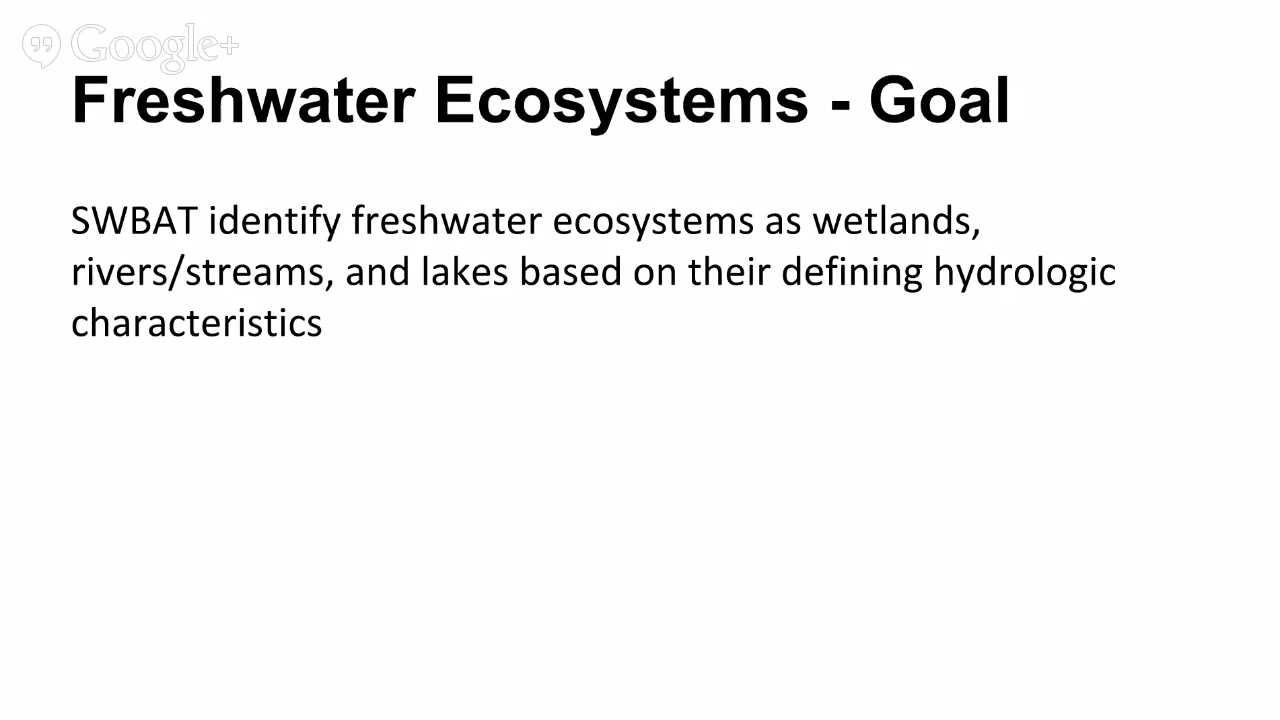 Google+
Freshwater Ecosystems - Goal
SWBAT identify freshwater ecosystems as wetlands,
rivers/streams, and lakes based on their defining hydrologic
characteristics